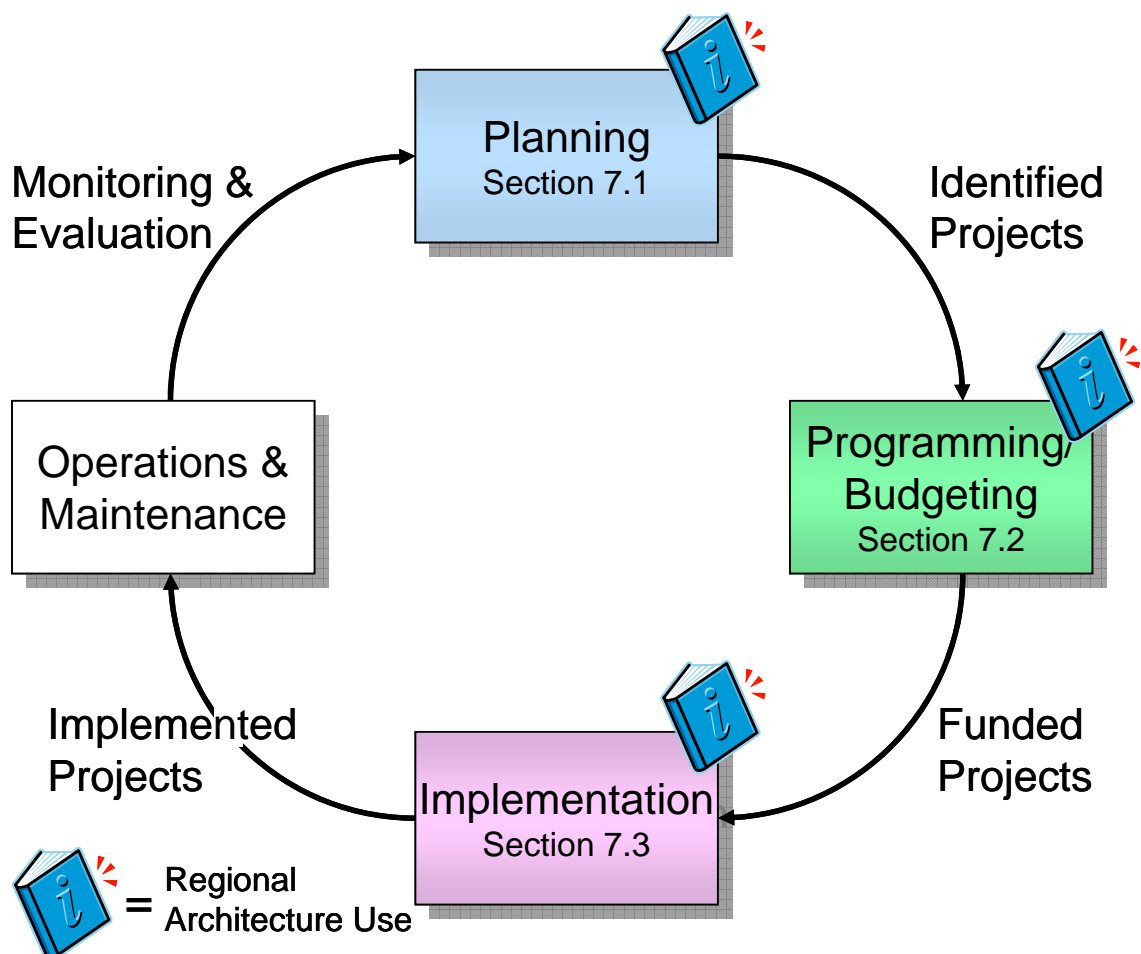 Planning
Section 7.1
Monitoring &
Evaluation
Identified
Projects
Operations &
Maintenance
Programming/
Budgeting
Section 7.2
Implemented
Projects
Implementation
Section 7.3
Funded
Projects
i = Regional
Architecture Use